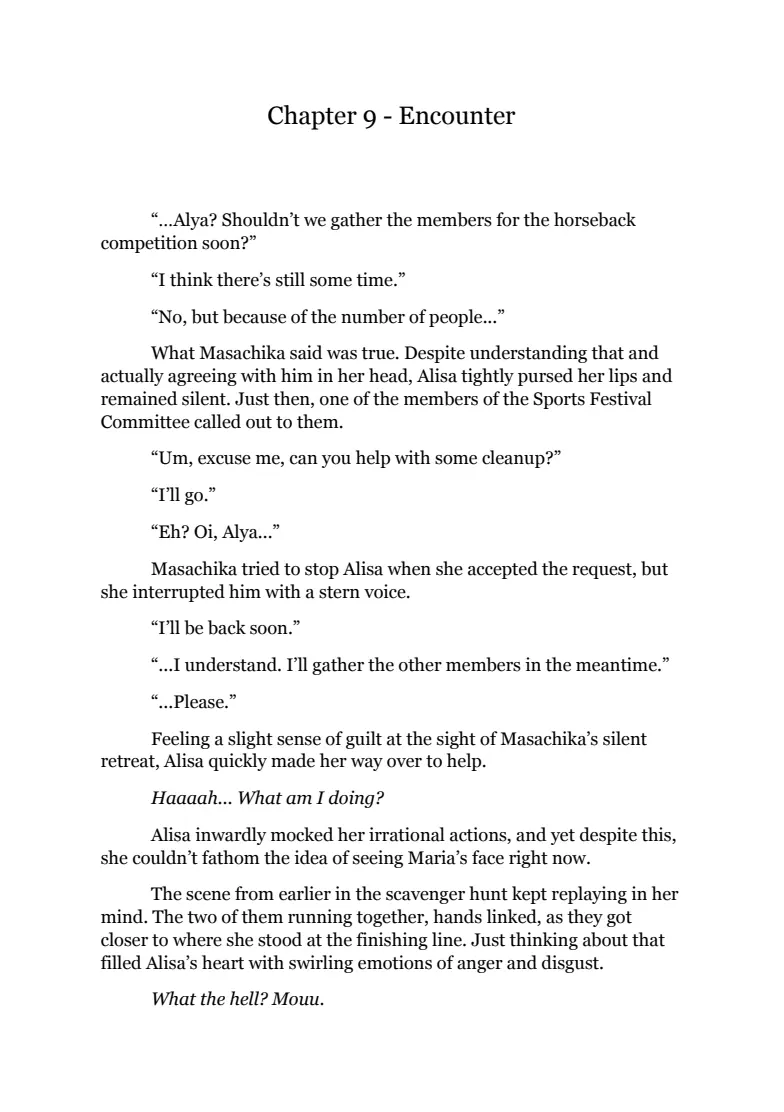 Chapter 9 - Encounter
“...Alya? Shouldn’t we gather the members for the horseback
competition soon?”
“I think there’s still some time.”
“No, but because of the number of people...”
What Masachika said was true. Despite understanding that and
actually agreeing with him in her head, Alisa tightly pursed her lips and
remained silent. Just then, one of the members of the Sports Festival
Committee called out to them.
“Um, excuse me, can you help with some cleanup?”
“I’ll go.”
“Eh? Oi, Alya...”
Masachika tried to stop Alisa when she accepted the request, but
she interrupted him with a stern voice.
“I’ll be back soon.”
“...I understand. I’ll gather the other members in the meantime.”
“...Please.”
Feeling a slight sense of guilt at the sight of Masachika’s silent
retreat, Alisa quickly made her way over to help.
Haaaah... What am I doing?
Alisa inwardly mocked her irrational actions, and yet despite this,
she couldn’t fathom the idea of seeing Maria’s face right now.
The scene from earlier in the scavenger hunt kept replaying in her
mind. The two of them running together, hands linked, as they got
closer to where she stood at the finishing line. Just thinking about that
filled Alisa’s heart with swirling emotions of anger and disgust.
What the hell? Mouu.